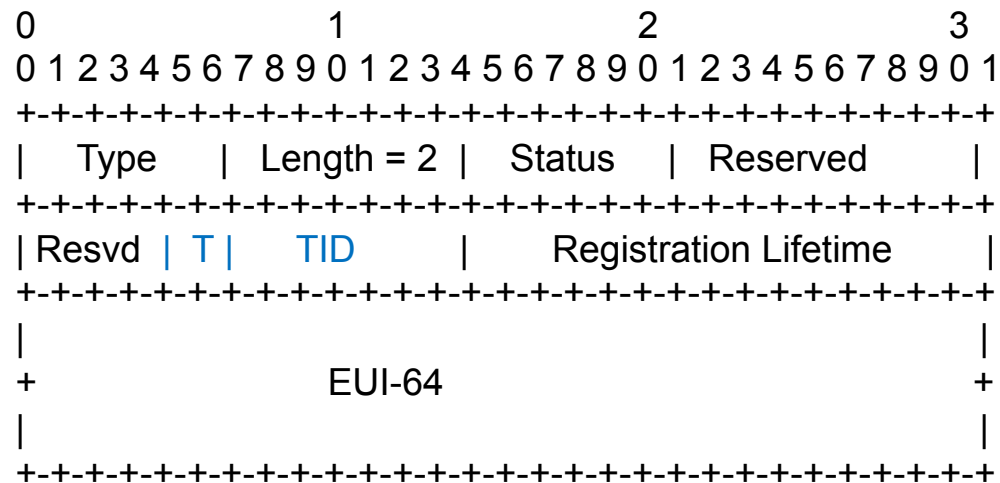 0                   1                   2                   3
0 1 2 3 4 5 6 7 8 9 0 1 2 3 4 5 6 7 8 9 0 1 2 3 4 5 6 7 8 9 0 1
+-+-+-+-+-+-+-+-+-+-+-+-+-+-+-+-+-+-+-+-+-+-+-+-+-+-+-+-+
| Type | Length = 2 | Status | Reserved |
+-+-+-+-+-+-+-+-+-+-+-+-+-+-+-+-+-+-+-+-+-+-+-+-+-+-+-+-+
| Resvd | T | TID | Registration Lifetime |
+-+-+-+-+-+-+-+-+-+-+-+-+-+-+-+-+-+-+-+-+-+-+-+-+-+-+-+-+
| |
+ EUI-64 +
| |
+-+-+-+-+-+-+-+-+-+-+-+-+-+-+-+-+-+-+-+-+-+-+-+-+-+-+-+-+